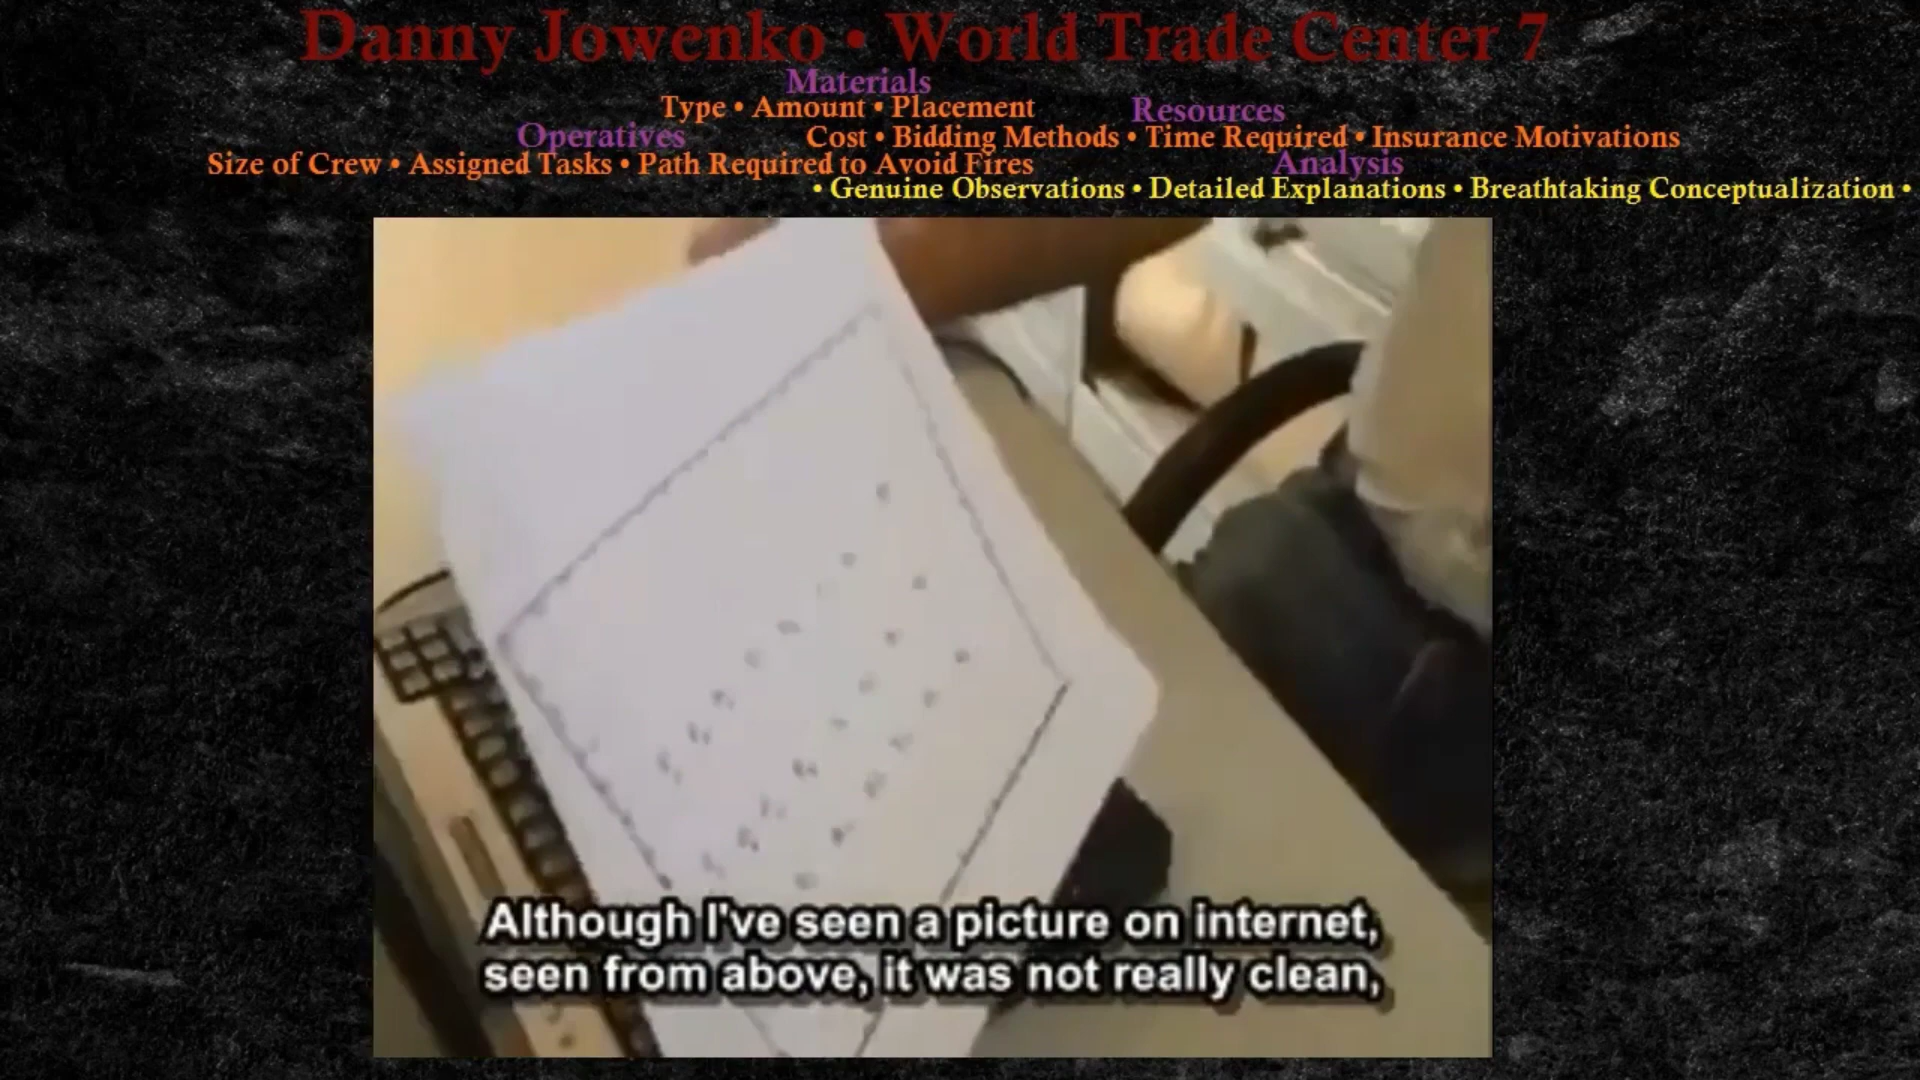 Danny Jowenko • World Trade Center 7
Materials
Type • Amount • Placement
Resources
Operatives
Cost • Bidding Methods • Time Required • Insurance Motivations
Size of Crew • Assigned Tasks • Path Required to Avoid Fires
Analysis
• Genuine Observations • Detailed Explanations • Breathtaking Conceptualization •
Although I've seen a picture on internet,
seen from above, it was not really clean,